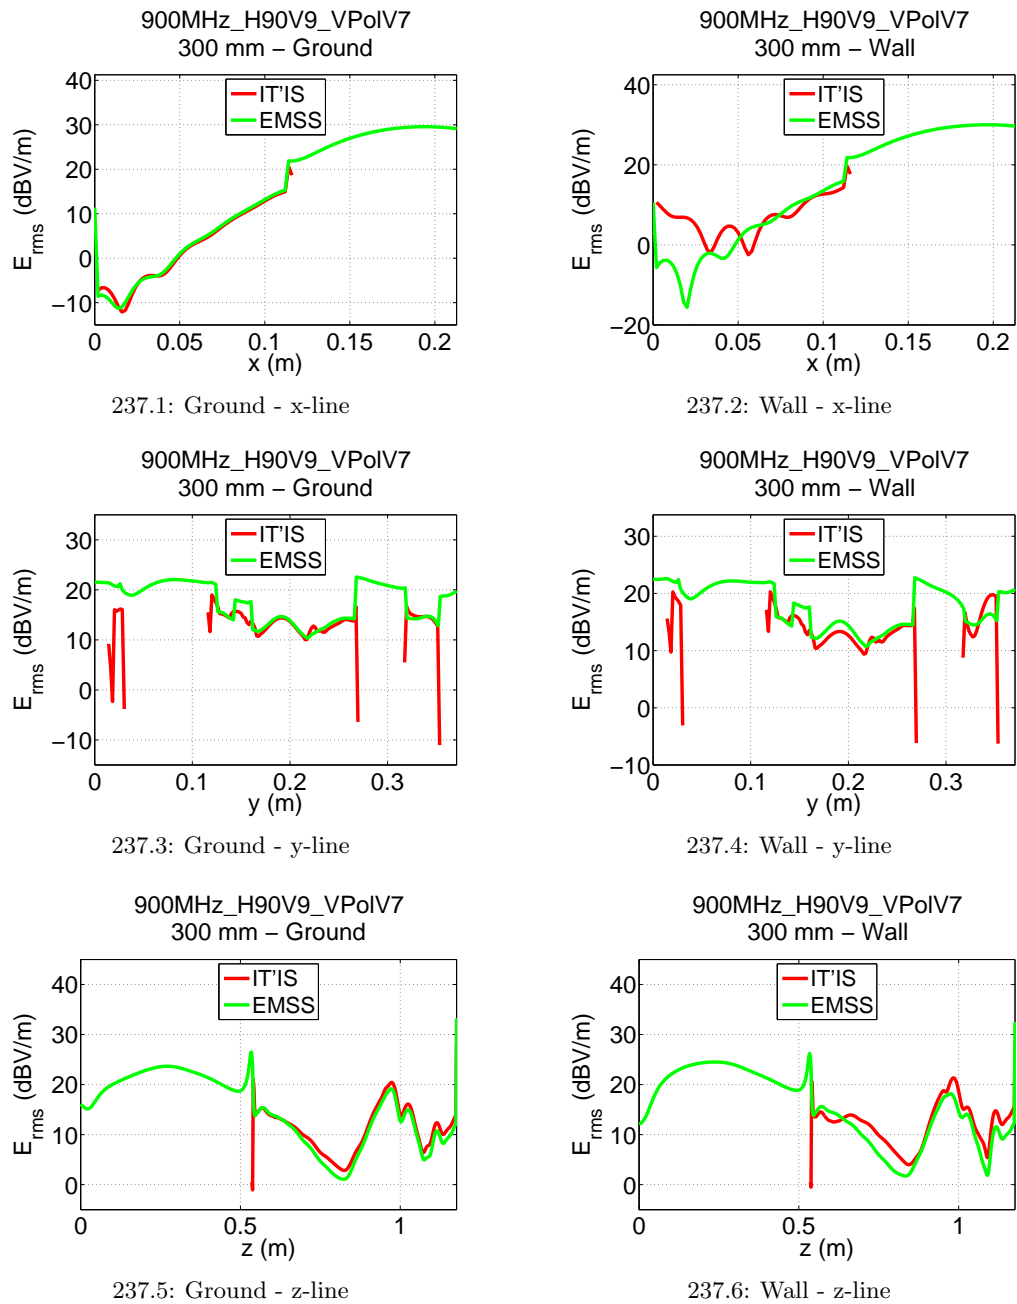 900MHz_H90V9_VPolV7
300 mm – Ground
IT'IS
EMSS
E_rms (dBV/m)
40
30
20
10
0
−10
0
0.05
0.1
0.15
0.2
x (m)
237.1: Ground - x-line
900MHz_H90V9_VPolV7
300 mm – Wall
IT'IS
EMSS
E_rms (dBV/m)
40
20
0
−20
0
0.05
0.1
0.15
0.2
x (m)
237.2: Wall - x-line
900MHz_H90V9_VPolV7
300 mm – Ground
IT'IS
EMSS
E_rms (dBV/m)
30
20
10
0
−10
0
0.1
0.2
0.3
y (m)
237.3: Ground - y-line
900MHz_H90V9_VPolV7
300 mm – Wall
IT'IS
EMSS
E_rms (dBV/m)
30
20
10
0
−10
0
0.1
0.2
0.3
y (m)
237.4: Wall - y-line
900MHz_H90V9_VPolV7
300 mm – Ground
IT'IS
EMSS
E_rms (dBV/m)
40
30
20
10
0
0
0.5
1
z (m)
237.5: Ground - z-line
900MHz_H90V9_VPolV7
300 mm – Wall
IT'IS
EMSS
E_rms (dBV/m)
40
30
20
10
0
0
0.5
1
z (m)
237.6: Wall - z-line